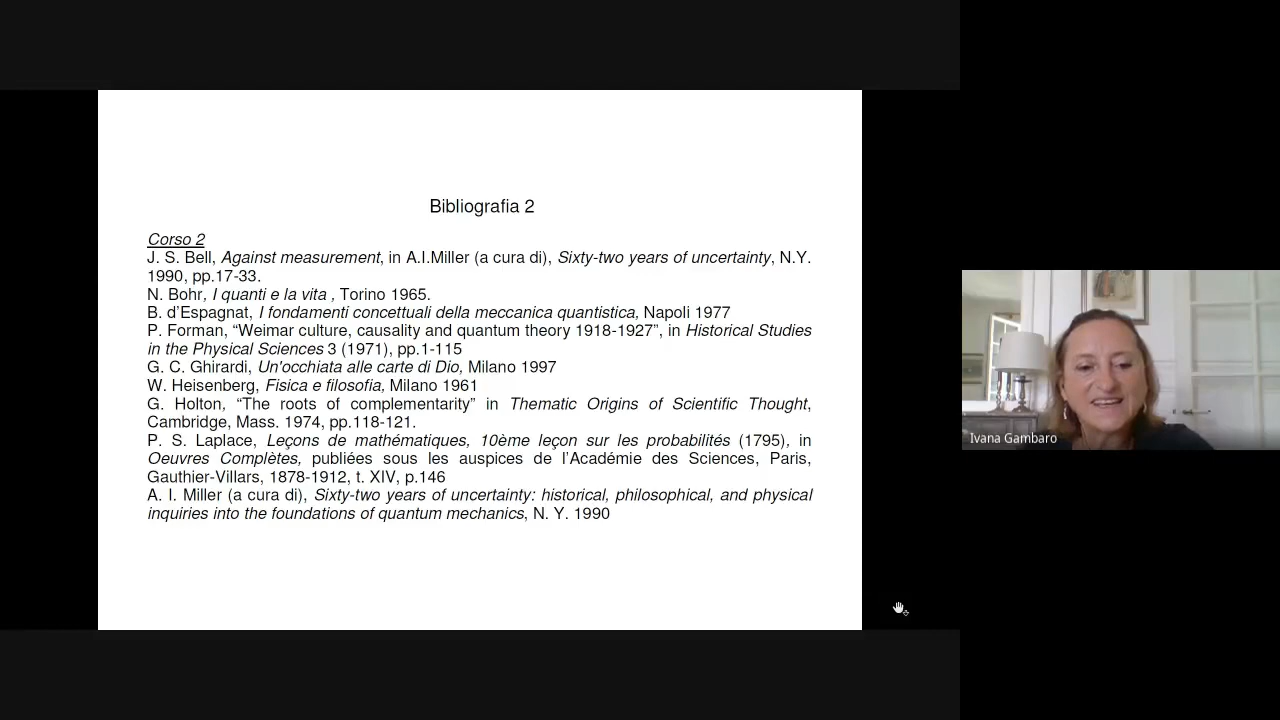 Bibliografia 2
Corso 2
J. S. Bell, Against measurement, in A.I.Miller (a cura di), Sixty-two years of uncertainty, N.Y.
1990, pp.17-33.
N. Bohr, I quanti e la vita , Torino 1965.
B. d’Espagnat, I fondamenti concettuali della meccanica quantistica, Napoli 1977
P. Forman, “Weimar culture, causality and quantum theory 1918-1927”, in Historical Studies
in the Physical Sciences 3 (1971), pp.1-115
G. C. Ghirardi, Un'occhiata alle carte di Dio, Milano 1997
W. Heisenberg, Fisica e filosofia, Milano 1961
G. Holton, “The roots of complementarity” in Thematic Origins of Scientific Thought,
Cambridge, Mass. 1974, pp.118-121.
P. S. Laplace, Leçons de mathématiques, 10ème leçon sur les probabilités (1795), in
Oeuvres Complètes, publiées sous les auspices de l’Académie des Sciences, Paris,
Gauthier-Villars, 1878-1912, t. XIV, p.146
A. I. Miller (a cura di), Sixty-two years of uncertainty: historical, philosophical, and physical
inquiries into the foundations of quantum mechanics, N. Y. 1990
Ivana Gambaro